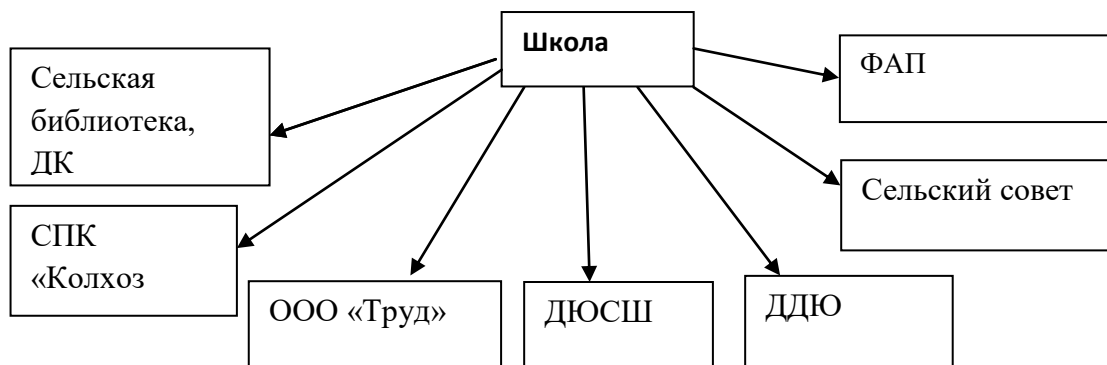 Школа
ФАП
Сельская
библиотека,
ДК
Сельский совет
СПК
«Колхоз
ООО «Труд»
ДЮСШ
ДДЮ